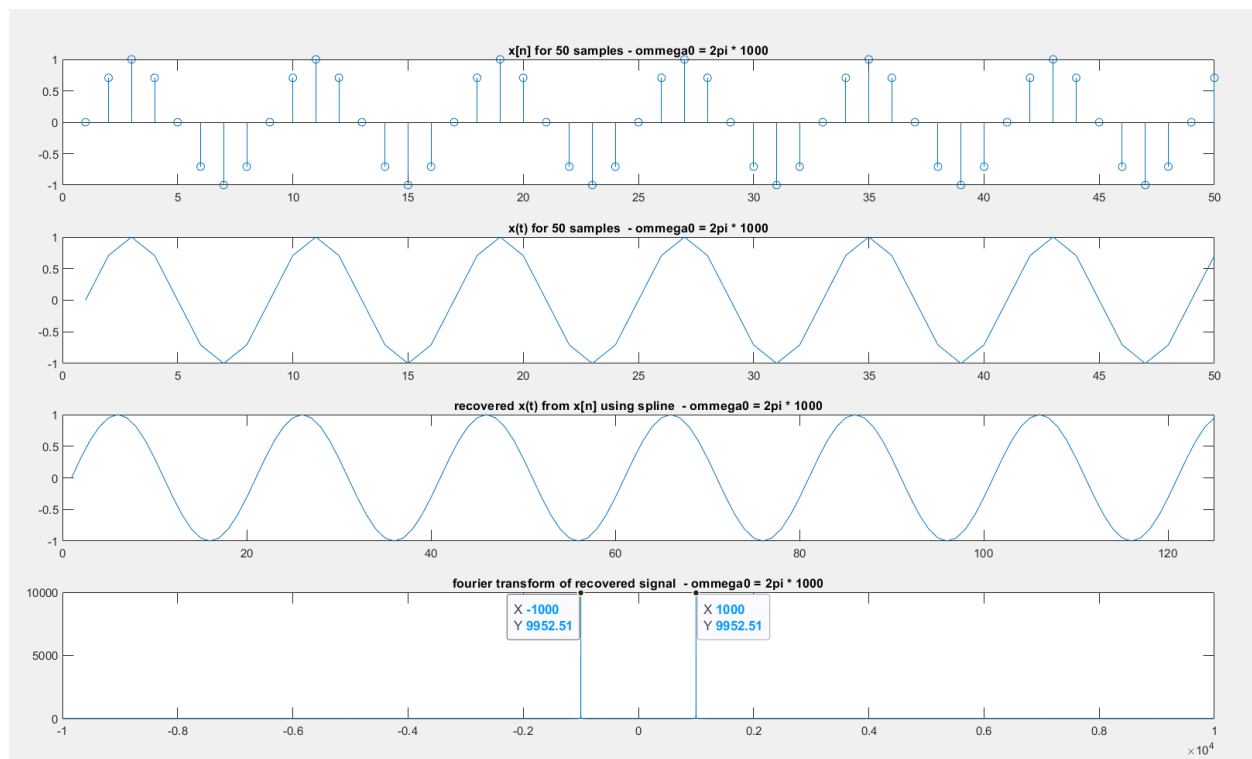 x[n] for 50 samples - ommega0 = 2pi * 1000
1
0.5
0
-0.5
-1
0 5 10 15 20 25 30 35 40 45 50
x(t) for 50 samples  - ommega0 = 2pi * 1000
1
0.5
0
-0.5
-1
0 5 10 15 20 25 30 35 40 45 50
recovered x(t) from x[n] using spline  - ommega0 = 2pi * 1000
1
0.5
0
-0.5
-1
0 20 40 60 80 100 120
fourier transform of recovered signal  - ommega0 = 2pi * 1000
10000
5000
0
X -1000
Y 9952.51
X 1000
Y 9952.51
-1 -0.8 -0.6 -0.4 -0.2 0 0.2 0.4 0.6 0.8 1
×10⁴